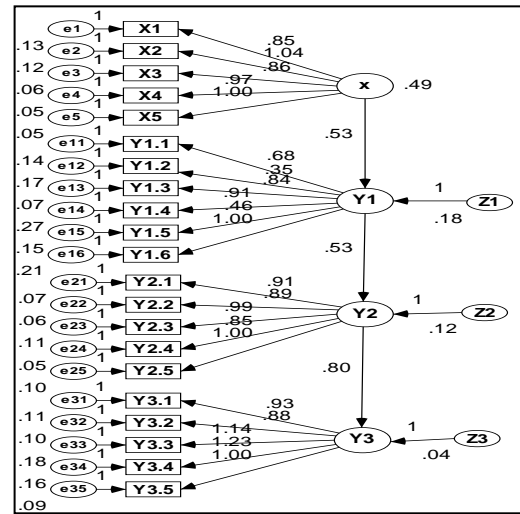 e1 1 X1 .85
.13 e2 1 X2 1.04
.12 e3 1 X3 .86 x .49
.06 e4 1 X4 .97
.05 e5 1 X5 1.00
.53
.05 e11 1 Y1.1 .68
.14 e12 1 Y1.2 .35
.17 e13 1 Y1.3 .84 Y1 1 Z1
.07 e14 1 Y1.4 .91 .18
.27 e15 1 Y1.5 .46
.15 e16 1 Y1.6 1.00 .53
.21 e21 1 Y2.1 .91
.07 e22 1 Y2.2 .89 Y2 1 Z2
.06 e23 1 Y2.3 .99 .12
.11 e24 1 Y2.4 .85
.05 e25 1 Y2.5 1.00 .80
.10 e31 1 Y3.1 .93
.11 e32 1 Y3.2 .88
.10 e33 1 Y3.3 1.14 Y3 1 Z3
.18 e34 1 Y3.4 1.23 .04
.16 e35 1 Y3.5 1.00
.09